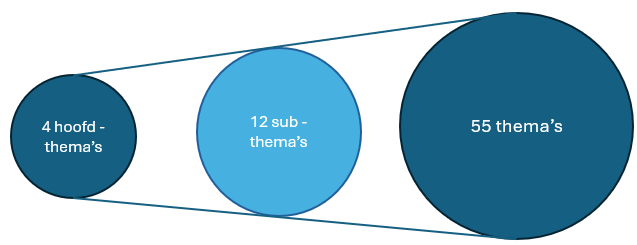 4 hoofd -
thema’s
12 sub -
thema’s
55 thema’s